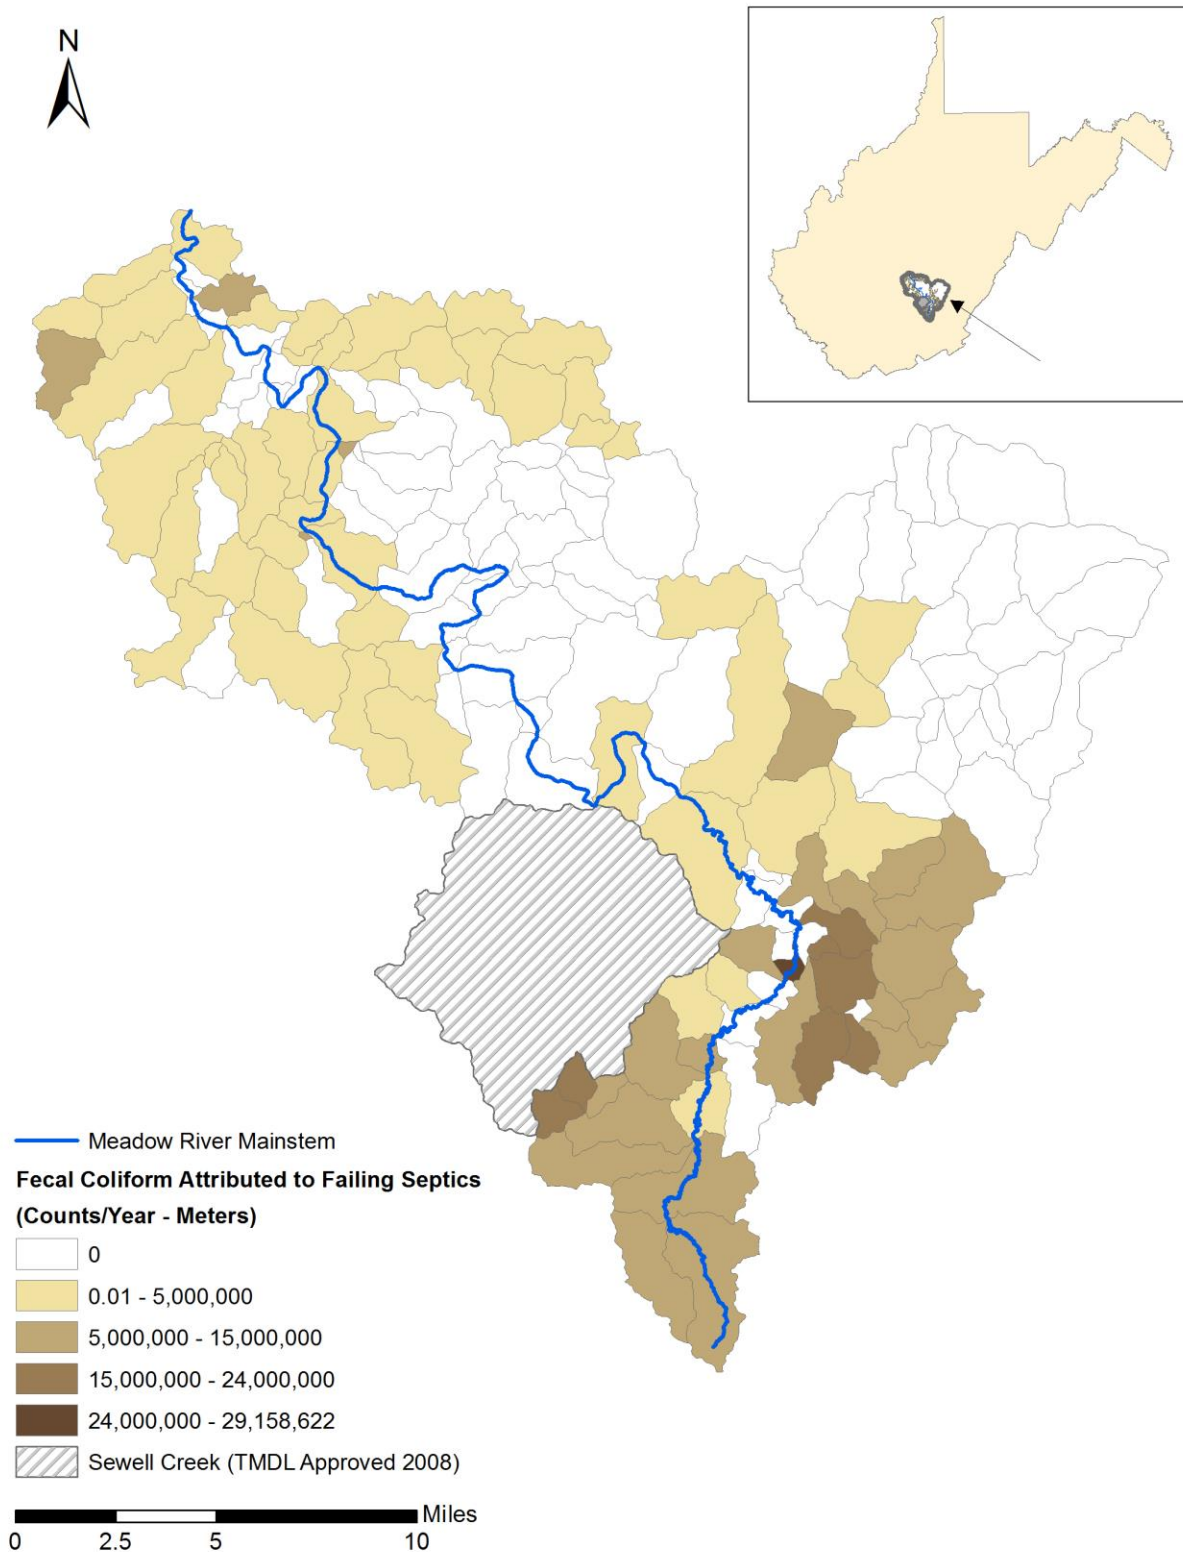 N
Meadow River Mainstem
Fecal Coliform Attributed to Failing Septics
(Counts/Year - Meters)
0
0.01 - 5,000,000
5,000,000 - 15,000,000
15,000,000 - 24,000,000
24,000,000 - 29,158,622
Sewell Creek (TMDL Approved 2008)
Miles
0 2.5 5 10